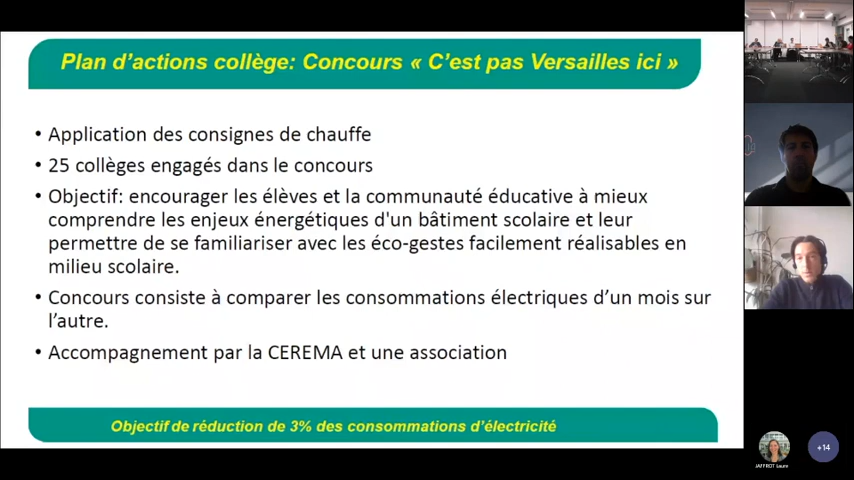 Plan d’actions collège: Concours « C’est pas Versailles ici »
• Application des consignes de chauffe
• 25 collèges engagés dans le concours
• Objectif: encourager les élèves et la communauté éducative à mieux
comprendre les enjeux énergétiques d'un bâtiment scolaire et leur
permettre de se familiariser avec les éco-gestes facilement réalisables en
milieu scolaire.
• Concours consiste à comparer les consommations électriques d’un mois sur
l’autre.
• Accompagnement par la CEREMA et une association
Objectif de réduction de 3% des consommations d’électricité
+14
JAFFROT Laure